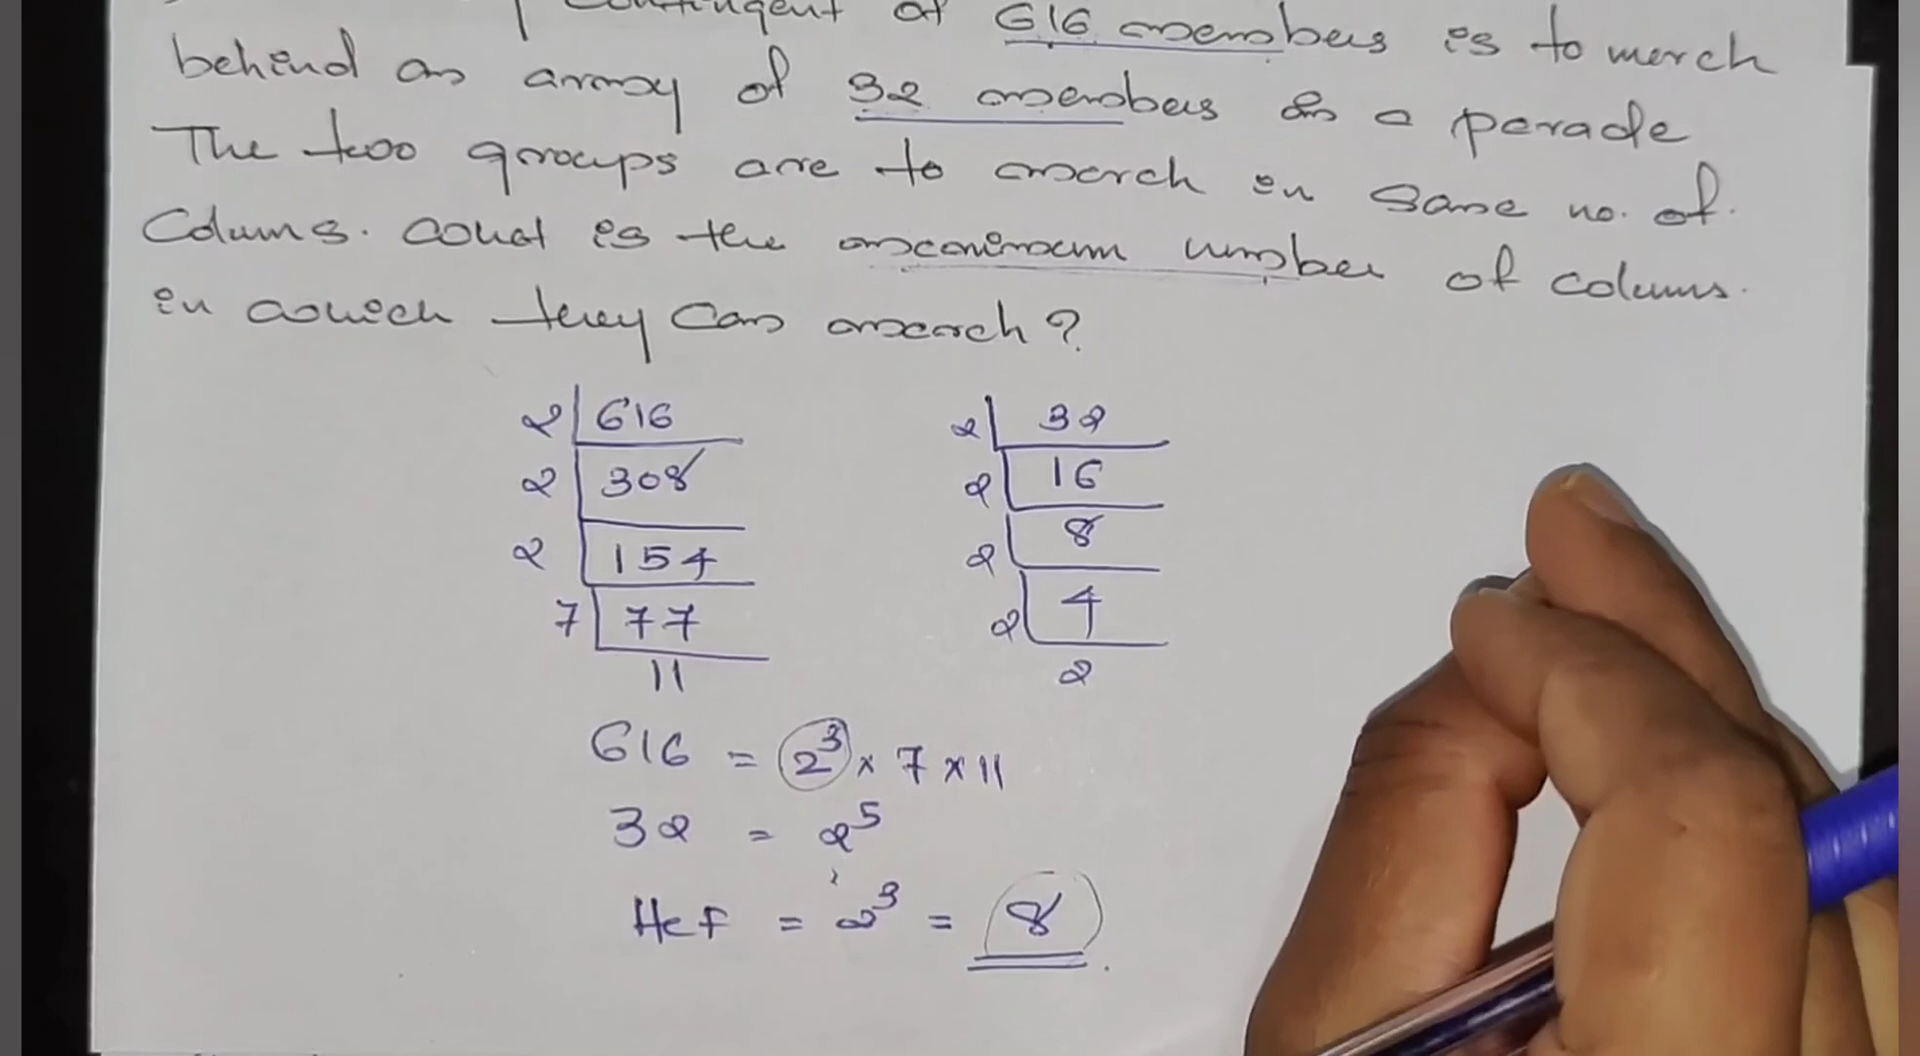 contingent of 616 members is to march
behind an army of 32 members in a parade
The two groups are to march in same no. of.
Colums. What is the maximum number of colums.
in which they can march?
2 | 616
2 | 308
2 | 154
7 | 77
11
2 | 32
2 | 16
2 | 8
2 | 4
2
616 = 2³ × 7 × 11
32 = 2⁵
HCF = 2³ = 8